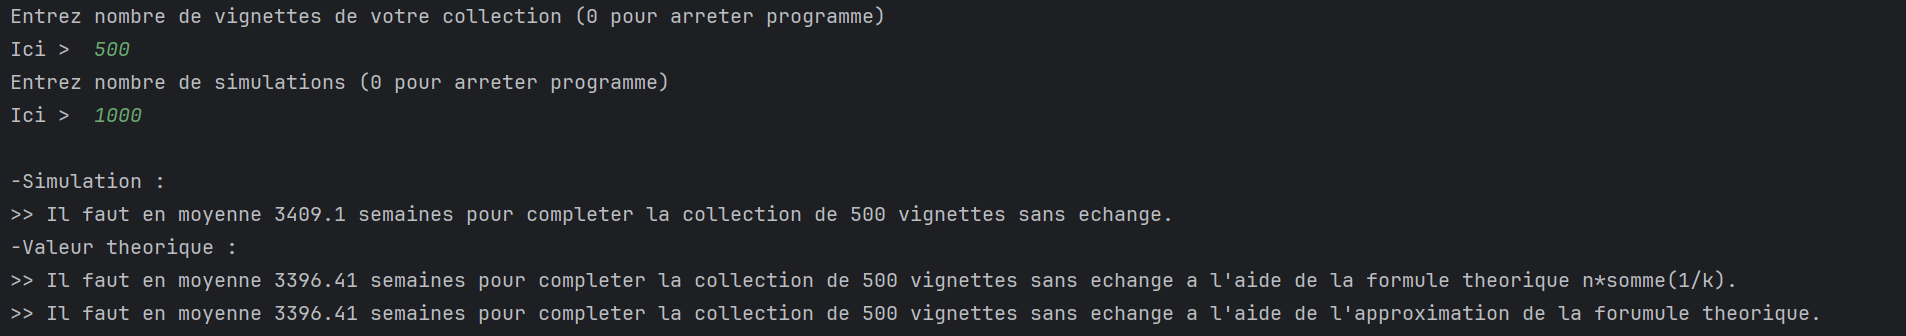 Entrez nombre de vignettes de votre collection (0 pour arreter programme)
Ici >  500
Entrez nombre de simulations (0 pour arreter programme)
Ici >  1000
-Simulation :
>> Il faut en moyenne 3409.1 semaines pour completer la collection de 500 vignettes sans echange.
-Valeur theorique :
>> Il faut en moyenne 3396.41 semaines pour completer la collection de 500 vignettes sans echange a l'aide de la formule theorique n*somme(1/k).
>> Il faut en moyenne 3396.41 semaines pour completer la collection de 500 vignettes sans echange a l'aide de l'approximation de la forumule theorique.